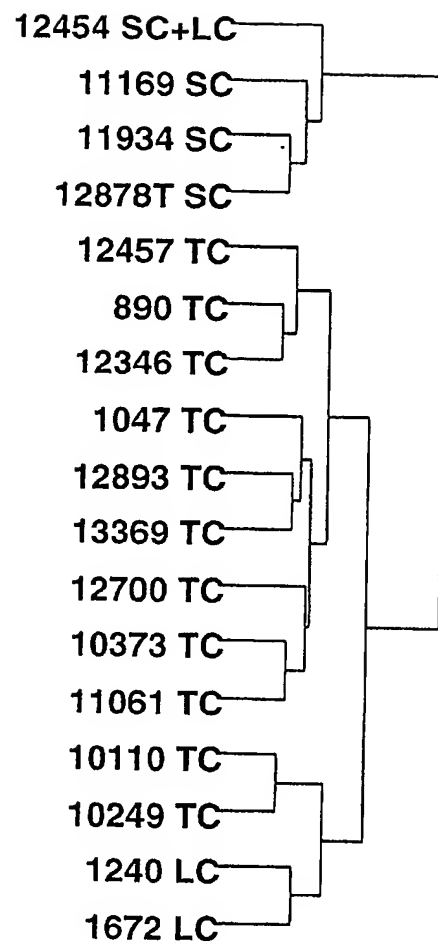 12454 SC+LC
11169 SC
11934 SC
12878T SC
12457 TC
890 TC
12346 TC
1047 TC
12893 TC
13369 TC
12700 TC
10373 TC
11061 TC
10110 TC
10249 TC
1240 LC
1672 LC